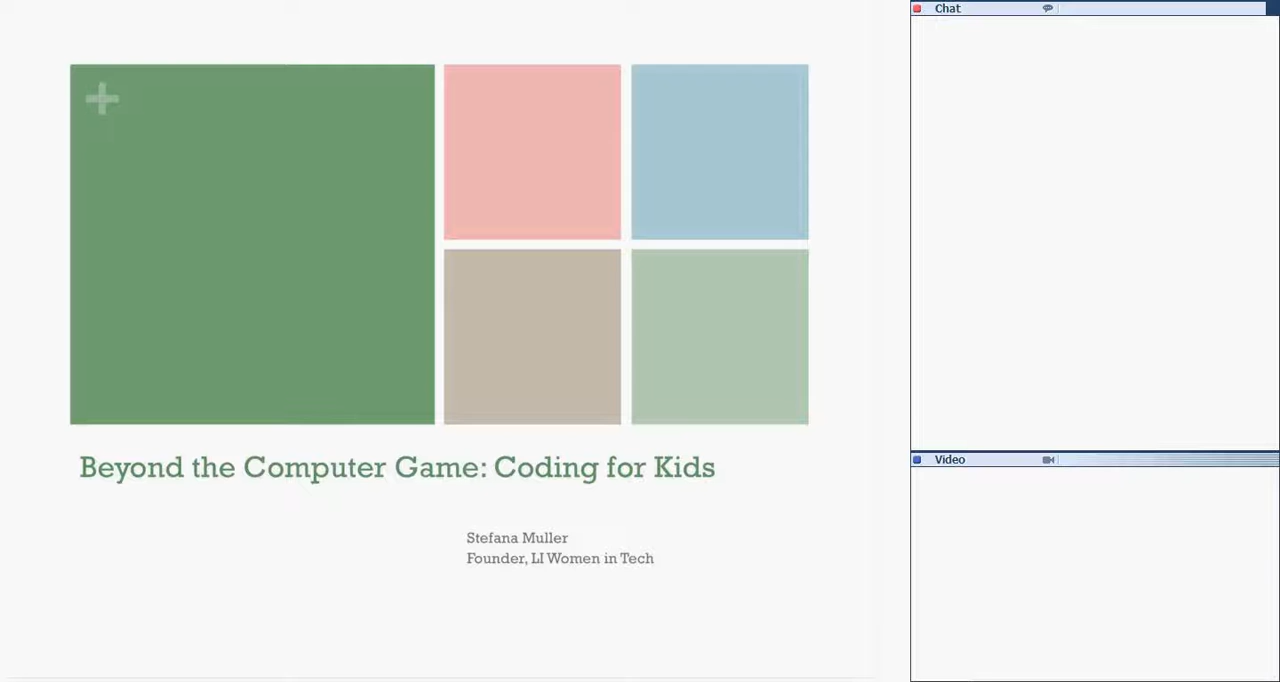 Chat
Beyond the Computer Game: Coding for Kids
Stefana Muller
Founder, LI Women in Tech
Video